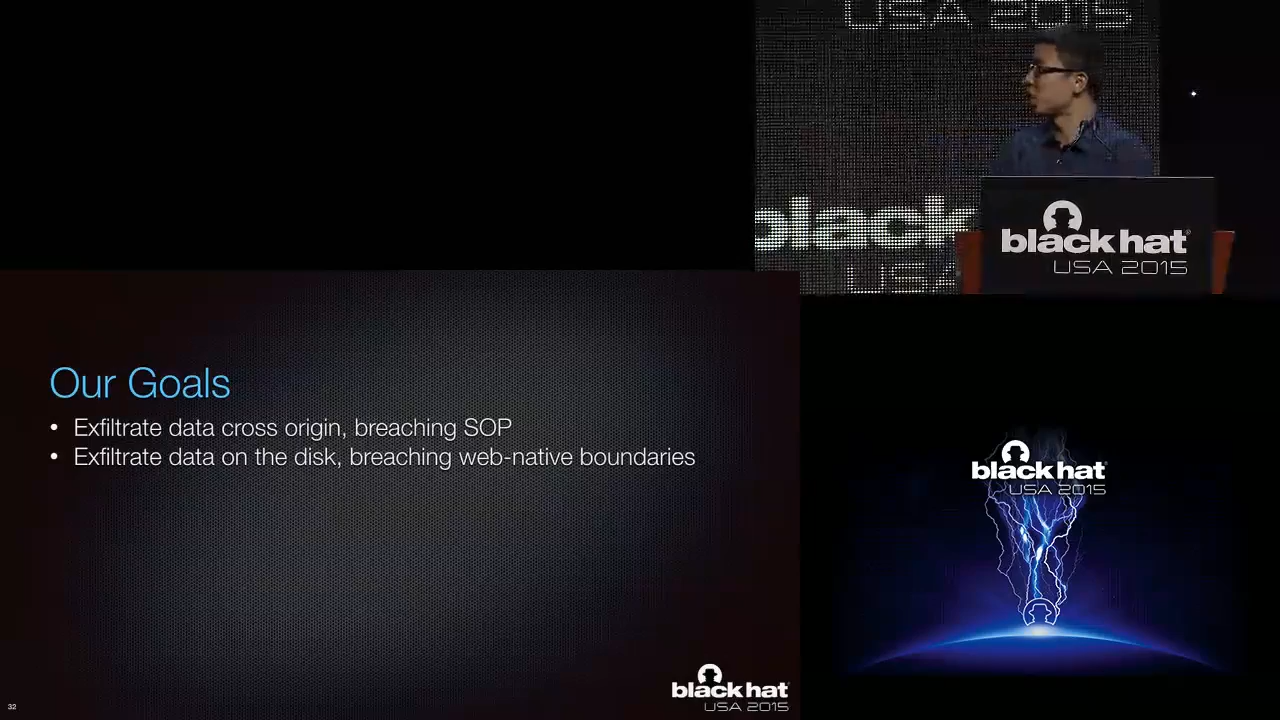 USA 2015
black
USA
black hat®
USA 2015
Our Goals
• Exfiltrate data cross origin, breaching SOP
• Exfiltrate data on the disk, breaching web-native boundaries
black hat
USA 2015
32
black hat
USA 2015